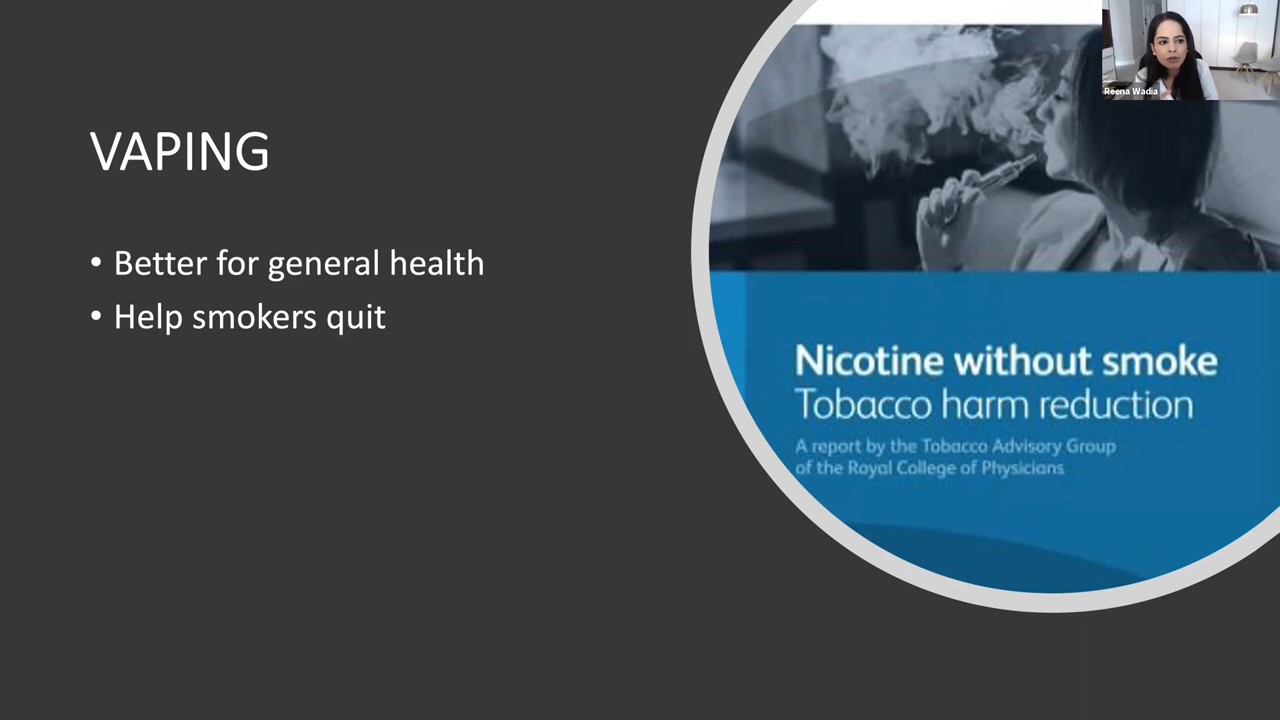 VAPING
• Better for general health
• Help smokers quit
Nicotine without smoke
Tobacco harm reduction
A report by the Tobacco Advisory Group
of the Royal College of Physicians
Reena Wadia